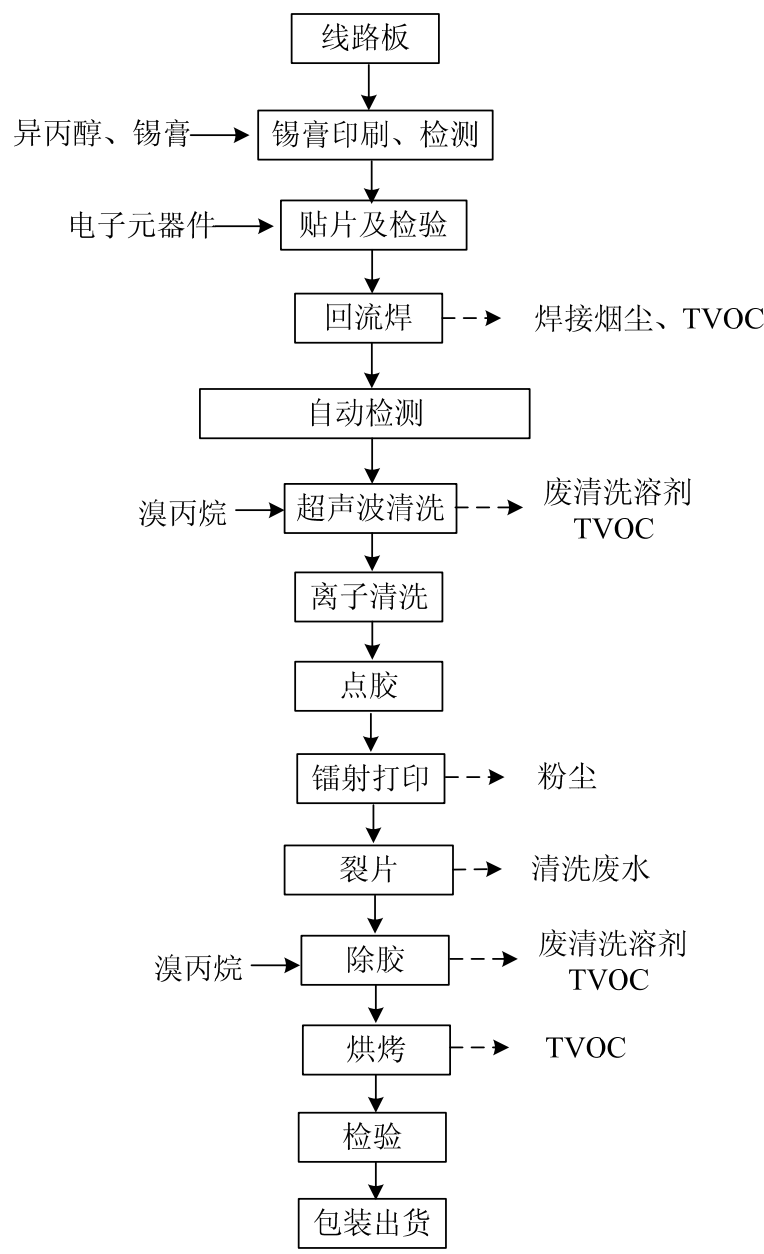 线路板
异丙醇、锡膏
锡膏印刷、检测
电子元器件
贴片及检验
回流焊
焊接烟尘、TVOC
自动检测
溴丙烷
超声波清洗
废清洗溶剂
TVOC
离子清洗
点胶
镭射打印
粉尘
裂片
清洗废水
溴丙烷
除胶
废清洗溶剂
TVOC
烘烤
TVOC
检验
包装出货